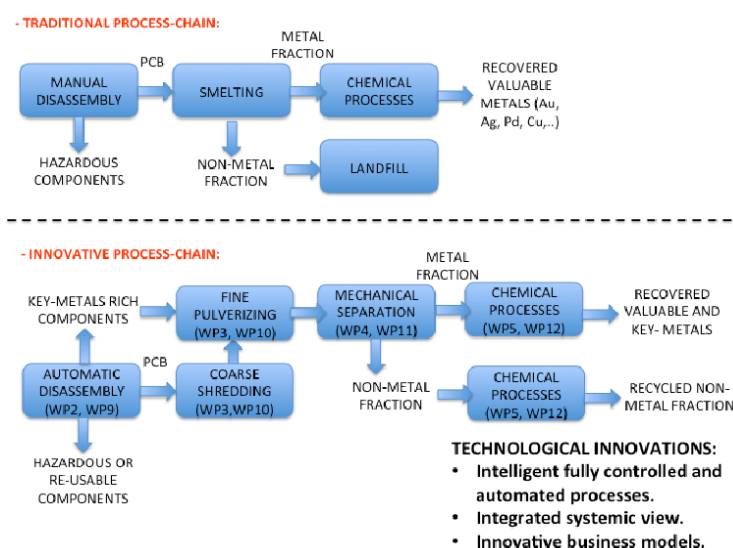 - TRADITIONAL PROCESS-CHAIN:
PCB
METAL
FRACTION
MANUAL
DISASSEMBLY
SMELTING
CHEMICAL
PROCESSES
RECOVERED
VALUABLE
METALS (Au,
Ag, Pd, Cu,..)
HAZARDOUS
COMPONENTS
NON-METAL
FRACTION
LANDFILL
- INNOVATIVE PROCESS-CHAIN:
METAL
FRACTION
KEY-METALS RICH
COMPONENTS
FINE
PULVERIZING
(WP3, WP10)
MECHANICAL
SEPARATION
(WP4, WP11)
CHEMICAL
PROCESSES
(WP5, WP12)
RECOVERED
VALUABLE AND
KEY- METALS
AUTOMATIC
DISASSEMBLY
(WP2, WP9)
PCB
COARSE
SHREDDING
(WP3,WP10)
NON-METAL
FRACTION
CHEMICAL
PROCESSES
(WP5, WP12)
RECYCLED NON-
METAL FRACTION
HAZARDOUS OR
RE-USABLE
COMPONENTS
TECHNOLOGICAL INNOVATIONS:
• Intelligent fully controlled and
automated processes.
• Integrated systemic view.
• Innovative business models.